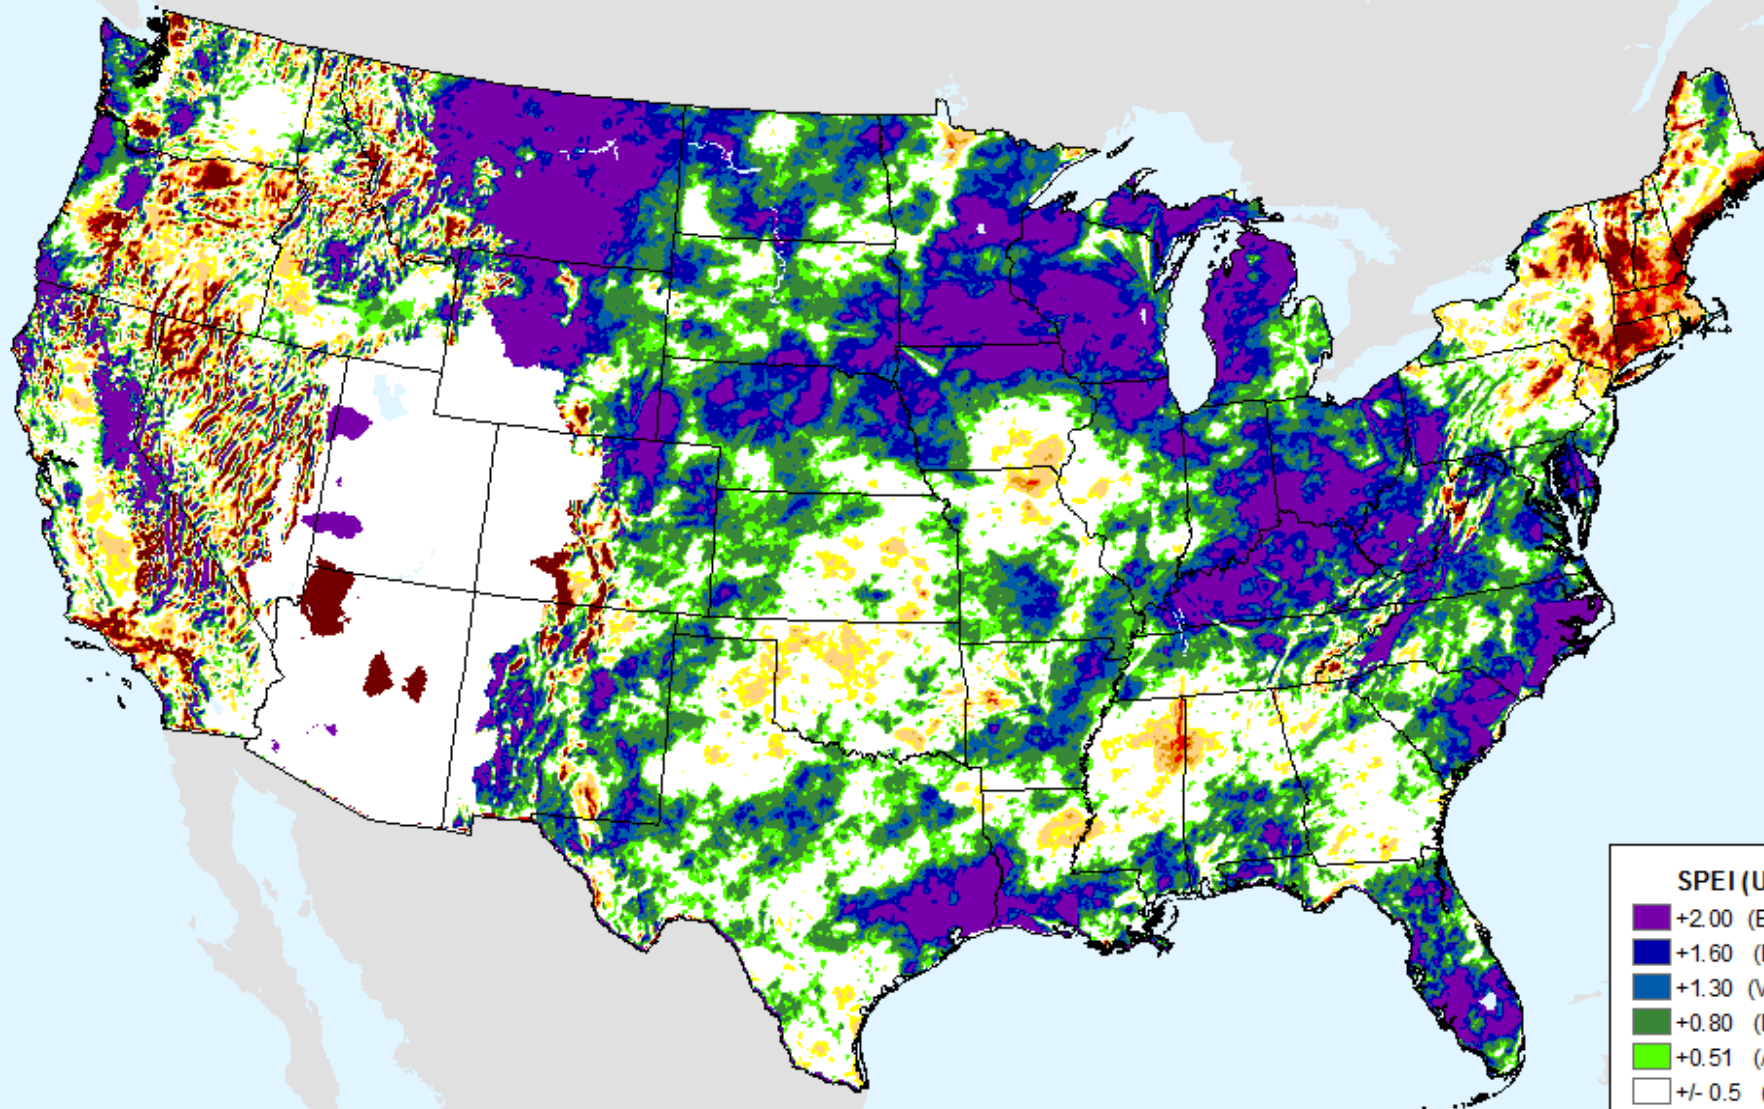 SPEI (U
+2.00 (E
+1.60 (
+1.30 (V
+0.80 (
+0.51 (
+/- 0.5 (